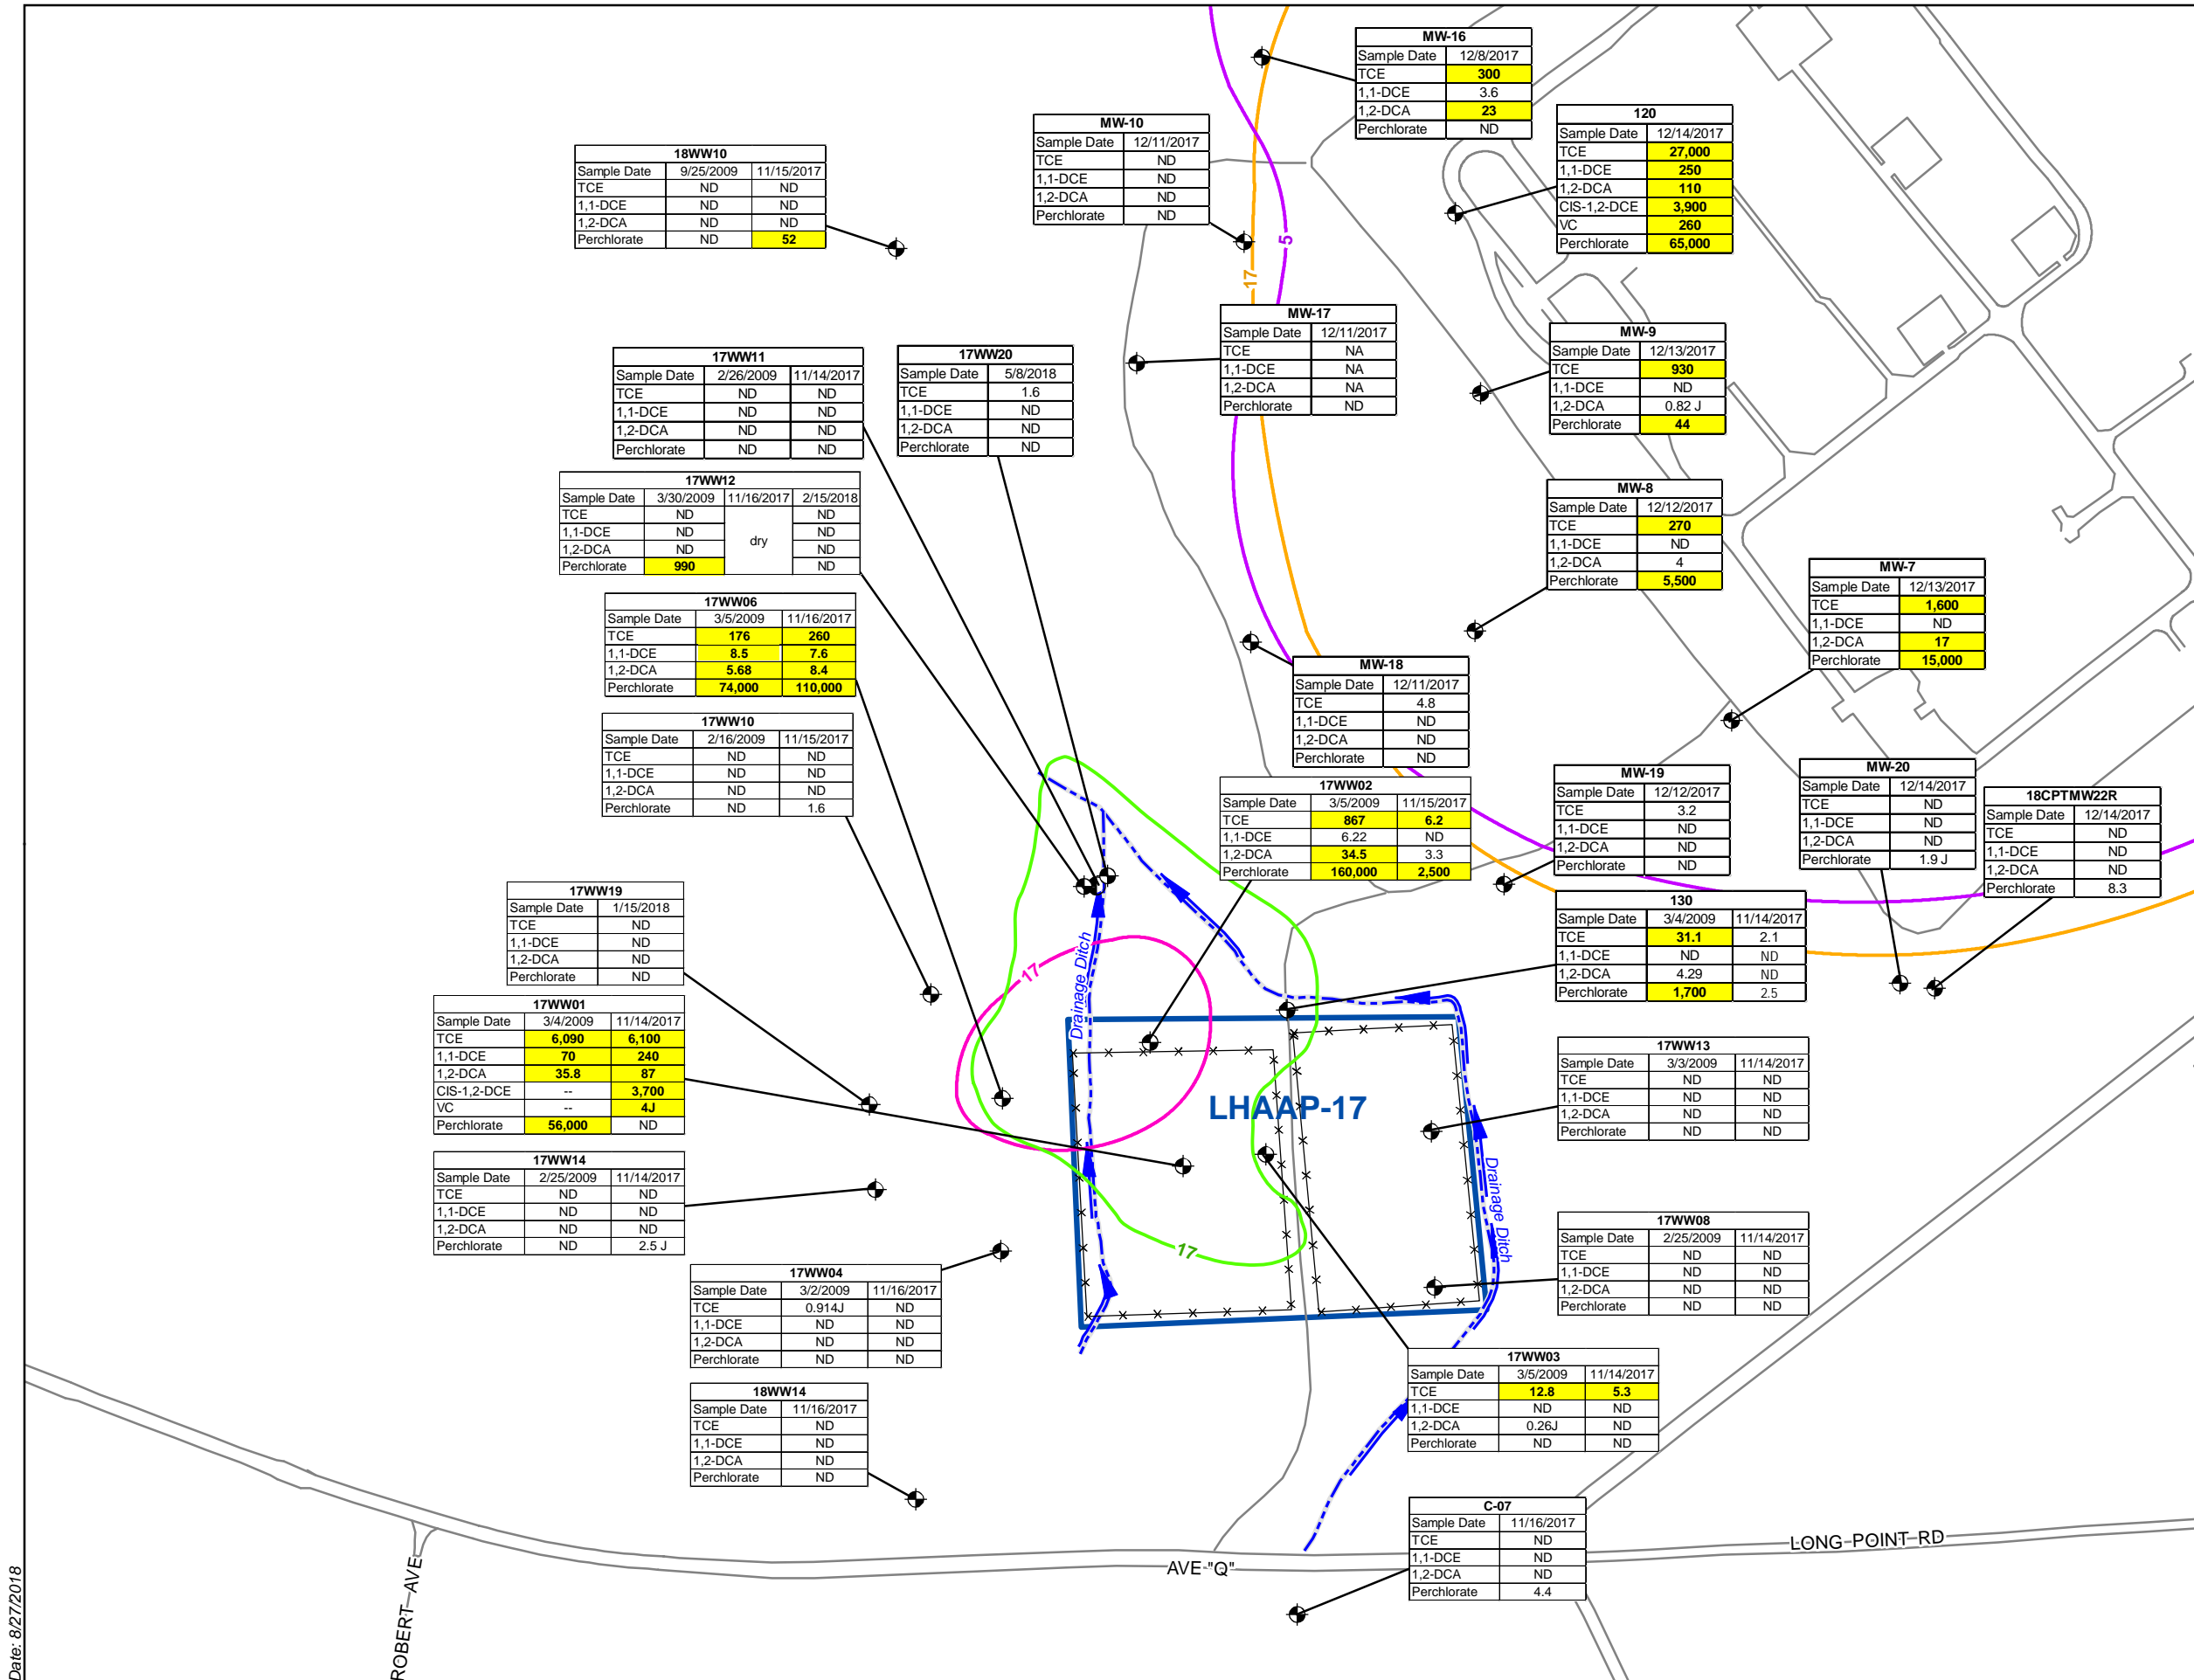 MW-16
Sample Date 12/8/2017
TCE 300
1,1-DCE 3.6
1,2-DCA 23
Perchlorate ND
120
Sample Date 12/14/2017
TCE 27,000
1,1-DCE 250
1,2-DCA 110
CIS-1,2-DCE 3,900
VC 260
Perchlorate 65,000
MW-10
Sample Date 12/11/2017
TCE ND
1,1-DCE ND
1,2-DCA ND
Perchlorate ND
18WW10
Sample Date 9/25/2009 11/15/2017
TCE ND ND
1,1-DCE ND ND
1,2-DCA ND ND
Perchlorate ND 52
5
17
MW-17
Sample Date 12/11/2017
TCE NA
1,1-DCE NA
1,2-DCA NA
Perchlorate ND
MW-9
Sample Date 12/13/2017
TCE 930
1,1-DCE ND
1,2-DCA 0.82 J
Perchlorate 44
17WW11
Sample Date 2/26/2009 11/14/2017
TCE ND ND
1,1-DCE ND ND
1,2-DCA ND ND
Perchlorate ND ND
17WW20
Sample Date 5/8/2018
TCE 1.6
1,1-DCE ND
1,2-DCA ND
Perchlorate ND
17WW12
Sample Date 3/30/2009 11/16/2017 2/15/2018
TCE ND ND
1,1-DCE ND ND
dry
1,2-DCA ND ND
Perchlorate 990 ND
MW-8
Sample Date 12/12/2017
TCE 270
1,1-DCE ND
1,2-DCA 4
Perchlorate 5,500
MW-7
Sample Date 12/13/2017
TCE 1,600
1,1-DCE ND
1,2-DCA 17
Perchlorate 15,000
17WW06
Sample Date 3/5/2009 11/16/2017
TCE 176 260
1,1-DCE 8.5 7.6
1,2-DCA 5.68 8.4
Perchlorate 74,000 110,000
MW-18
Sample Date 12/11/2017
TCE 4.8
1,1-DCE ND
1,2-DCA ND
Perchlorate ND
17WW10
Sample Date 2/16/2009 11/15/2017
TCE ND ND
1,1-DCE ND ND
1,2-DCA ND ND
Perchlorate ND 1.6
17WW02
Sample Date 3/5/2009 11/15/2017
TCE 867 6.2
1,1-DCE 6.22 ND
1,2-DCA 34.5 3.3
Perchlorate 160,000 2,500
MW-19
Sample Date 12/12/2017
TCE 3.2
1,1-DCE ND
1,2-DCA ND
Perchlorate ND
MW-20
Sample Date 12/14/2017
TCE ND
1,1-DCE ND
1,2-DCA ND
Perchlorate 1.9 J
18CPTMW22R
Sample Date 12/14/2017
TCE ND
1,1-DCE ND
1,2-DCA ND
Perchlorate 8.3
17WW19
Sample Date 1/15/2018
TCE ND
1,1-DCE ND
1,2-DCA ND
Perchlorate ND
130
Sample Date 3/4/2009 11/14/2017
TCE 31.1 2.1
1,1-DCE ND ND
1,2-DCA 4.29 ND
Perchlorate 1,700 2.5
Drainage Ditch
17
17WW01
Sample Date 3/4/2009 11/14/2017
TCE 6,090 6,100
1,1-DCE 70 240
1,2-DCA 35.8 87
CIS-1,2-DCE -- 3,700
VC -- 4J
Perchlorate 56,000 ND
17WW13
Sample Date 3/3/2009 11/14/2017
TCE ND ND
1,1-DCE ND ND
1,2-DCA ND ND
Perchlorate ND ND
LHAAP-17
17WW14
Sample Date 2/25/2009 11/14/2017
TCE ND ND
1,1-DCE ND ND
1,2-DCA ND ND
Perchlorate ND 2.5 J
Drainage Ditch
17
17WW08
Sample Date 2/25/2009 11/14/2017
TCE ND ND
1,1-DCE ND ND
1,2-DCA ND ND
Perchlorate ND ND
17WW04
Sample Date 3/2/2009 11/16/2017
TCE 0.914J ND
1,1-DCE ND ND
1,2-DCA ND ND
Perchlorate ND ND
17WW03
Sample Date 3/5/2009 11/14/2017
TCE 12.8 5.3
1,1-DCE ND ND
1,2-DCA 0.26J ND
Perchlorate ND ND
18WW14
Sample Date 11/16/2017
TCE ND
1,1-DCE ND
1,2-DCA ND
Perchlorate ND
C-07
Sample Date 11/16/2017
TCE ND
1,1-DCE ND
1,2-DCA ND
Perchlorate 4.4
LONG POINT RD
AVE "Q"
ROBERT AVE
Date: 8/27/2018